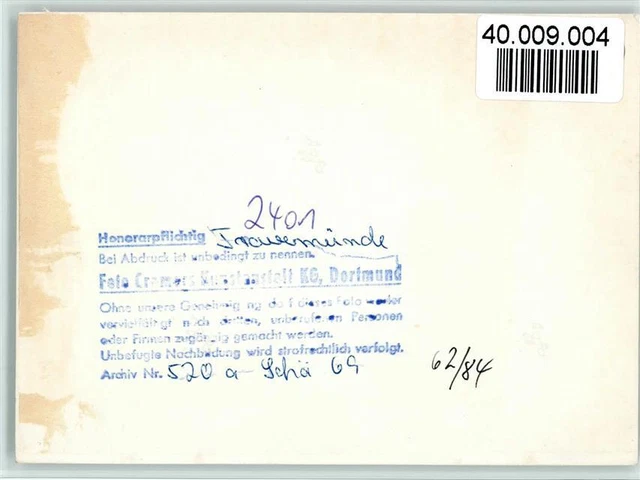 40.009.004
2401
Honorarpflichtig Travemünde
Bei Abdruck ist unbedingt zu nennen.
Foto Cramers Kunstanstalt KG, Dortmund
Ohne unsere Genehmigung darf dieses Foto weder
vervielfältigt noch dritten, unberufenen Personen
oder Firmen zugängig gemacht werden.
Unbefugte Nachbildung wird strafrechtlich verfolgt.
Archiv Nr. 520 a - Schä 69
62/84